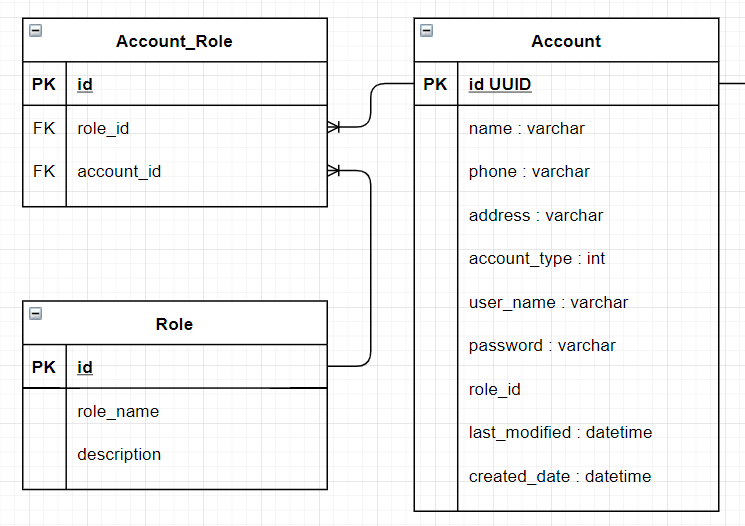 Account_Role
PK id
FK role_id
FK account_id
Account
PK id UUID
name : varchar
phone : varchar
address : varchar
account_type : int
user_name : varchar
password : varchar
role_id
last_modified : datetime
created_date : datetime
Role
PK id
role_name
description